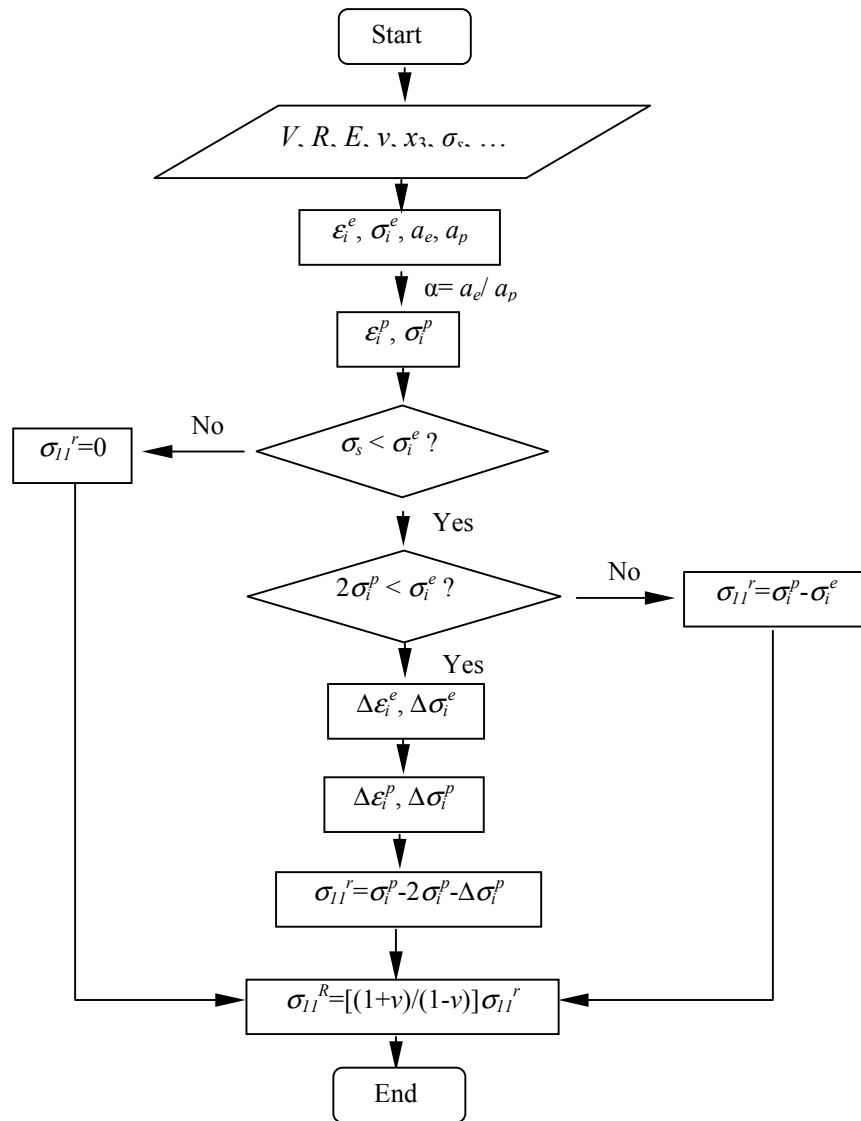 Start
V, R, E, ν, x₃, σₛ, …
εᵢᵉ, σᵢᵉ, aₑ, aₚ
α= aₑ/ aₚ
εᵢᵖ, σᵢᵖ
σₛ < σᵢᵉ ?
No
σ₁₁ʳ=0
Yes
2σᵢᵖ < σᵢᵉ ?
No
σ₁₁ʳ=σᵢᵖ-σᵢᵉ
Yes
Δεᵢᵉ, Δσᵢᵉ
Δεᵢᵖ, Δσᵢᵖ
σ₁₁ʳ=σᵢᵖ-2σᵢᵖ-Δσᵢᵖ
σ₁₁ᴿ=[(1+ν)/(1-ν)]σ₁₁ʳ
End